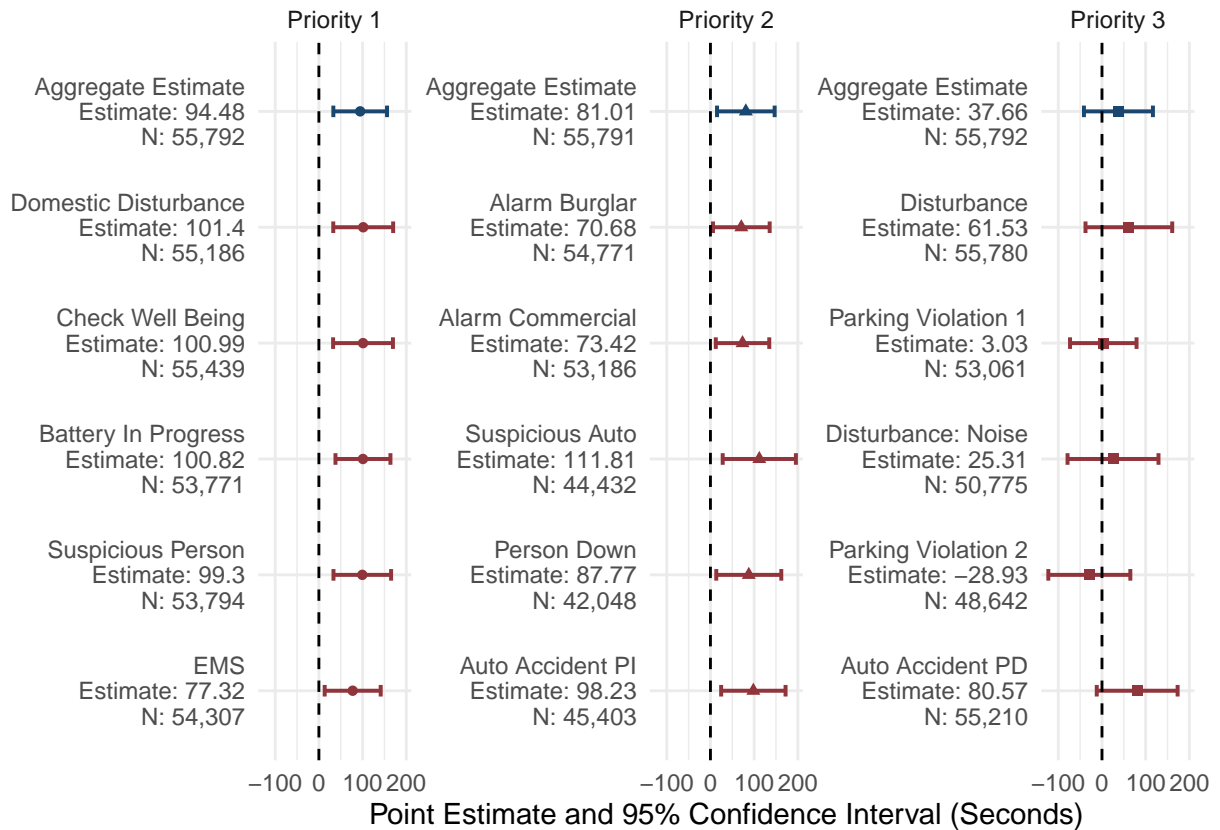 Priority 1
Aggregate Estimate
Estimate: 94.48
N: 55,792
Domestic Disturbance
Estimate: 101.4
N: 55,186
Check Well Being
Estimate: 100.99
N: 55,439
Battery In Progress
Estimate: 100.82
N: 53,771
Suspicious Person
Estimate: 99.3
N: 53,794
EMS
Estimate: 77.32
N: 54,307
−100 0 100 200
Priority 2
Aggregate Estimate
Estimate: 81.01
N: 55,791
Alarm Burglar
Estimate: 70.68
N: 54,771
Alarm Commercial
Estimate: 73.42
N: 53,186
Suspicious Auto
Estimate: 111.81
N: 44,432
Person Down
Estimate: 87.77
N: 42,048
Auto Accident PI
Estimate: 98.23
N: 45,403
−100 0 100 200
Priority 3
Aggregate Estimate
Estimate: 37.66
N: 55,792
Disturbance
Estimate: 61.53
N: 55,780
Parking Violation 1
Estimate: 3.03
N: 53,061
Disturbance: Noise
Estimate: 25.31
N: 50,775
Parking Violation 2
Estimate: −28.93
N: 48,642
Auto Accident PD
Estimate: 80.57
N: 55,210
−100 0 100 200
Point Estimate and 95% Confidence Interval (Seconds)